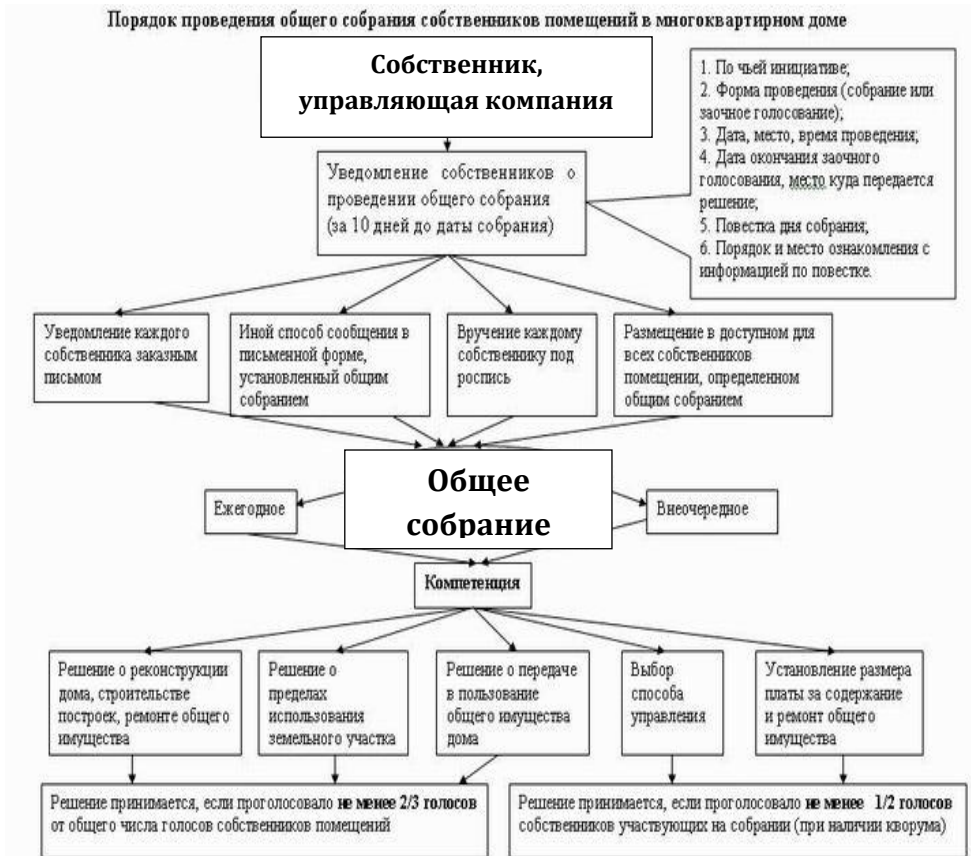 Порядок проведения общего собрания собственников помещений в многоквартирном доме
Собственник,
управляющая компания
1. По чьей инициативе;
2. Форма проведения (собрание или
заочное голосование);
3. Дата, место, время проведения;
4. Дата окончания заочного
голосования, место куда передается
решение;
5. Повестка дня собрания;
6. Порядок и место ознакомления с
информацией по повестке.
Уведомление собственников о
проведении общего собрания
(за 10 дней до даты собрания)
Уведомление каждого
собственника заказным
письмом
Иной способ сообщения в
письменной форме,
установленный общим
собранием
Вручение каждому
собственнику под
роспись
Размещение в доступном для
всех собственников
помещении, определенном
общим собранием
Общее
собрание
Ежегодное
Внеочередное
Компетенция
Решение о реконструкции
дома, строительстве
построек, ремонте общего
имущества
Решение о
пределах
использования
земельного участка
Решение о передаче
в пользование
общего имущества
дома
Выбор
способа
управления
Установление размера
платы за содержание
и ремонт общего
имущества
Решение принимается, если проголосовало не менее 2/3 голосов
от общего числа голосов собственников помещений
Решение принимается, если проголосовало не менее 1/2 голосов
собственников участвующих на собрании (при наличии кворума)